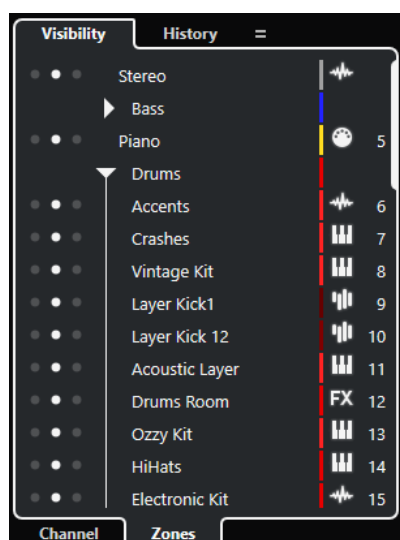 Visibility History =
Stereo
Bass
Piano 5
Drums
Accents 6
Crashes 7
Vintage Kit 8
Layer Kick1 9
Layer Kick 12 10
Acoustic Layer 11
Drums Room FX 12
Ozzy Kit 13
HiHats 14
Electronic Kit 15
Channel Zones